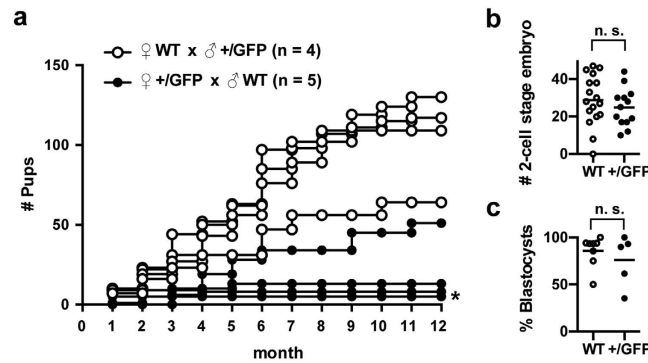 a
♀ WT x ♂ +/GFP (n = 4)
♀ +/GFP x ♂ WT (n = 5)
150
100
50
0
# Pups
0 1 2 3 4 5 6 7 8 9 10 11 12
month
*
b
n. s.
40
20
0
# 2-cell stage embryo
WT +/GFP
c
n. s.
100
50
0
% Blastocysts
WT +/GFP